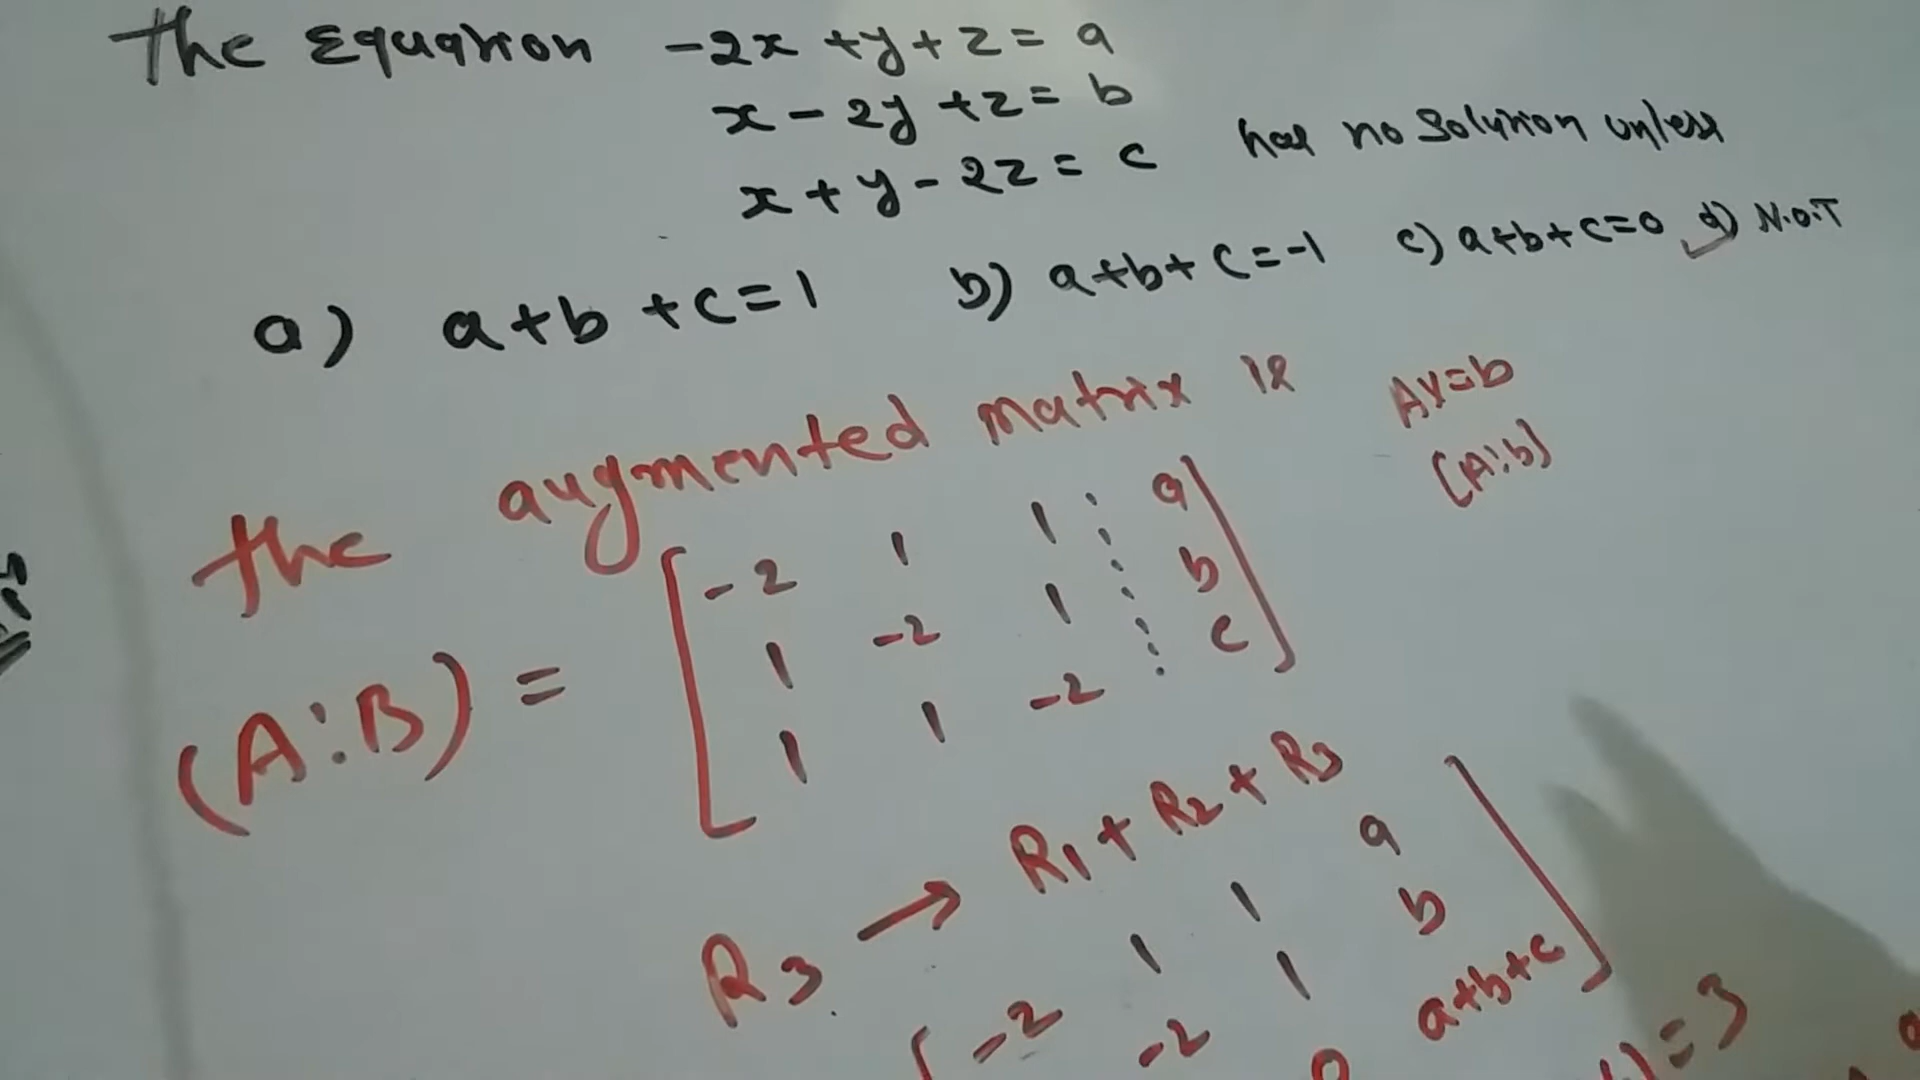 The Equation -2x + y + z = a
x - 2y + z = b
x + y - 2z = c has no solution unless
a) a + b + c = 1 b) a + b + c = -1 c) a + b + c = 0 d) N.O.T
the augmented matrix is AX=b
(A:b)
(A:B) = [ -2 1 1 : a
1 -2 1 : b
1 1 -2 : c ]
R3 → R1 + R2 + R3
[ -2 1 1 a
-2 1 b
0 a+b+c ]
=3